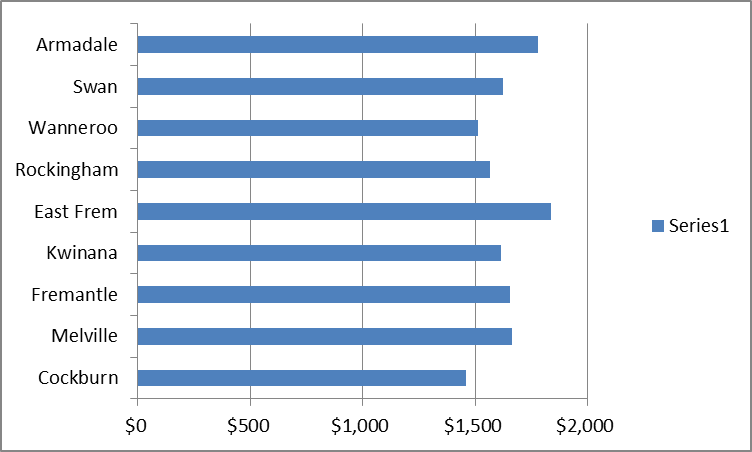 Armadale
Swan
Wanneroo
Rockingham
East Frem
Kwinana
Fremantle
Melville
Cockburn
$0 $500 $1,000 $1,500 $2,000
Series1